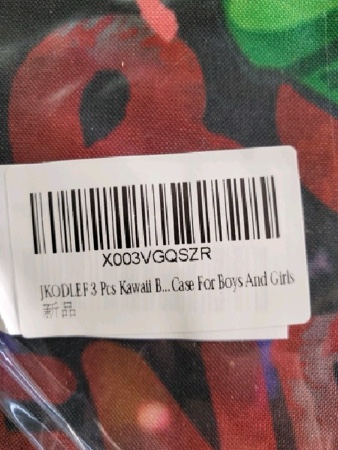 X003VGQSZR
JKODLEF 3 Pcs Kawaii B... Case For Boys And Girls
新品